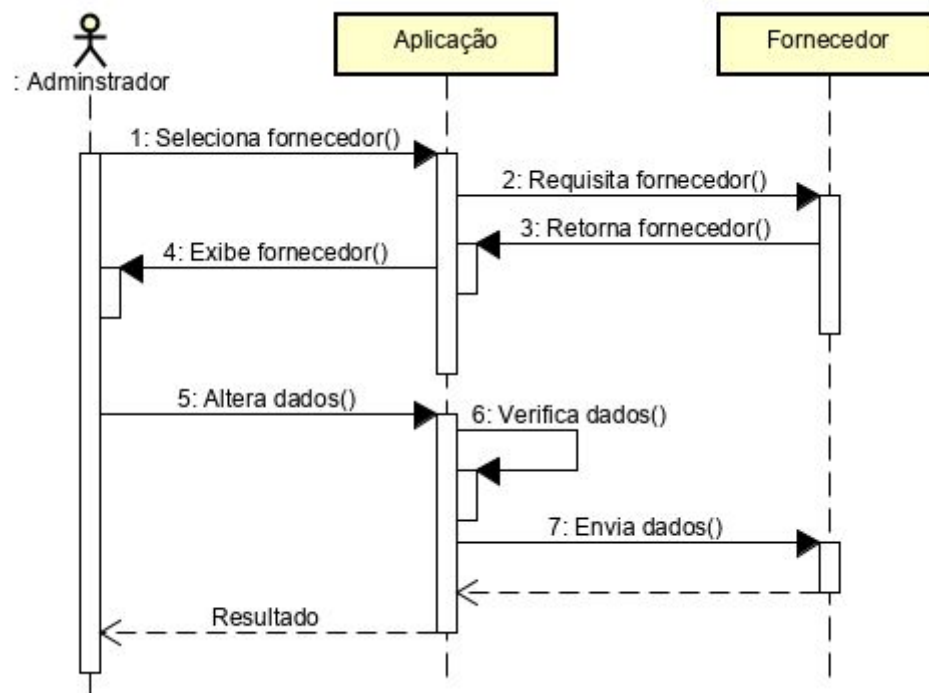 Aplicação
Fornecedor
: Adminstrador
1: Seleciona fornecedor()
2: Requisita fornecedor()
3: Retorna fornecedor()
4: Exibe fornecedor()
5: Altera dados()
6: Verifica dados()
7: Envia dados()
Resultado